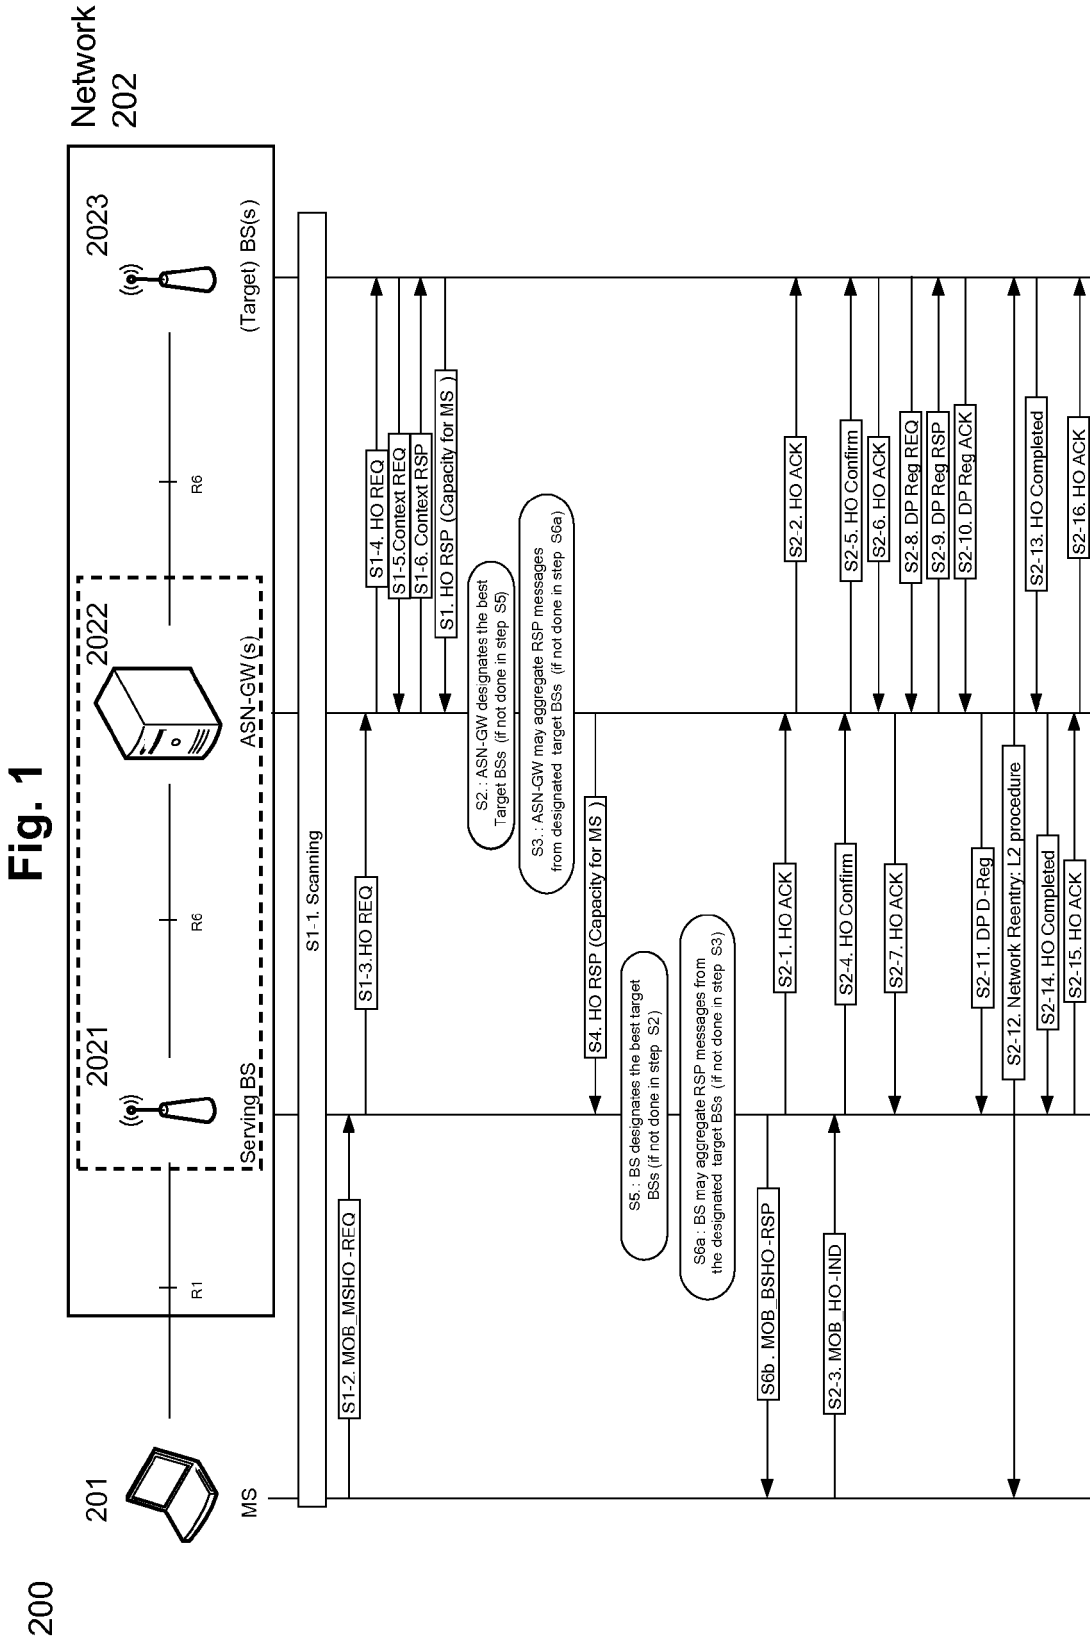 200
Fig. 1
Network
202
201
2021
2022
2023
MS
Serving BS
ASN-GW(s)
(Target) BS(s)
R1
R6
R6
S1-1. Scanning
S1-2. MOB_MSHO-REQ
S1-3.HO REQ
S1-4. HO REQ
S1-5.Context REQ
S1-6. Context RSP
S1. HO RSP (Capacity for MS )
S2. : ASN-GW designates the best
Target BSs (if not done in step S5)
S3. : ASN-GW may aggregate RSP messages
from designated target BSs (if not done in step S6a)
S4. HO RSP (Capacity for MS )
S5. : BS designates the best target
BSs (if not done in step S2)
S6a : BS may aggregate RSP messages from
the designated target BSs (if not done in step S3)
S6b . MOB_BSHO-RSP
S2-1. HO ACK
S2-2. HO ACK
S2-3. MOB_HO-IND
S2-4. HO Confirm
S2-5. HO Confirm
S2-6. HO ACK
S2-7. HO ACK
S2-8. DP Reg REQ
S2-9. DP Reg RSP
S2-10. DP Reg ACK
S2-11. DP D-Reg
S2-12. Network Reentry: L2 procedure
S2-13. HO Completed
S2-14. HO Completed
S2-15. HO ACK
S2-16. HO ACK